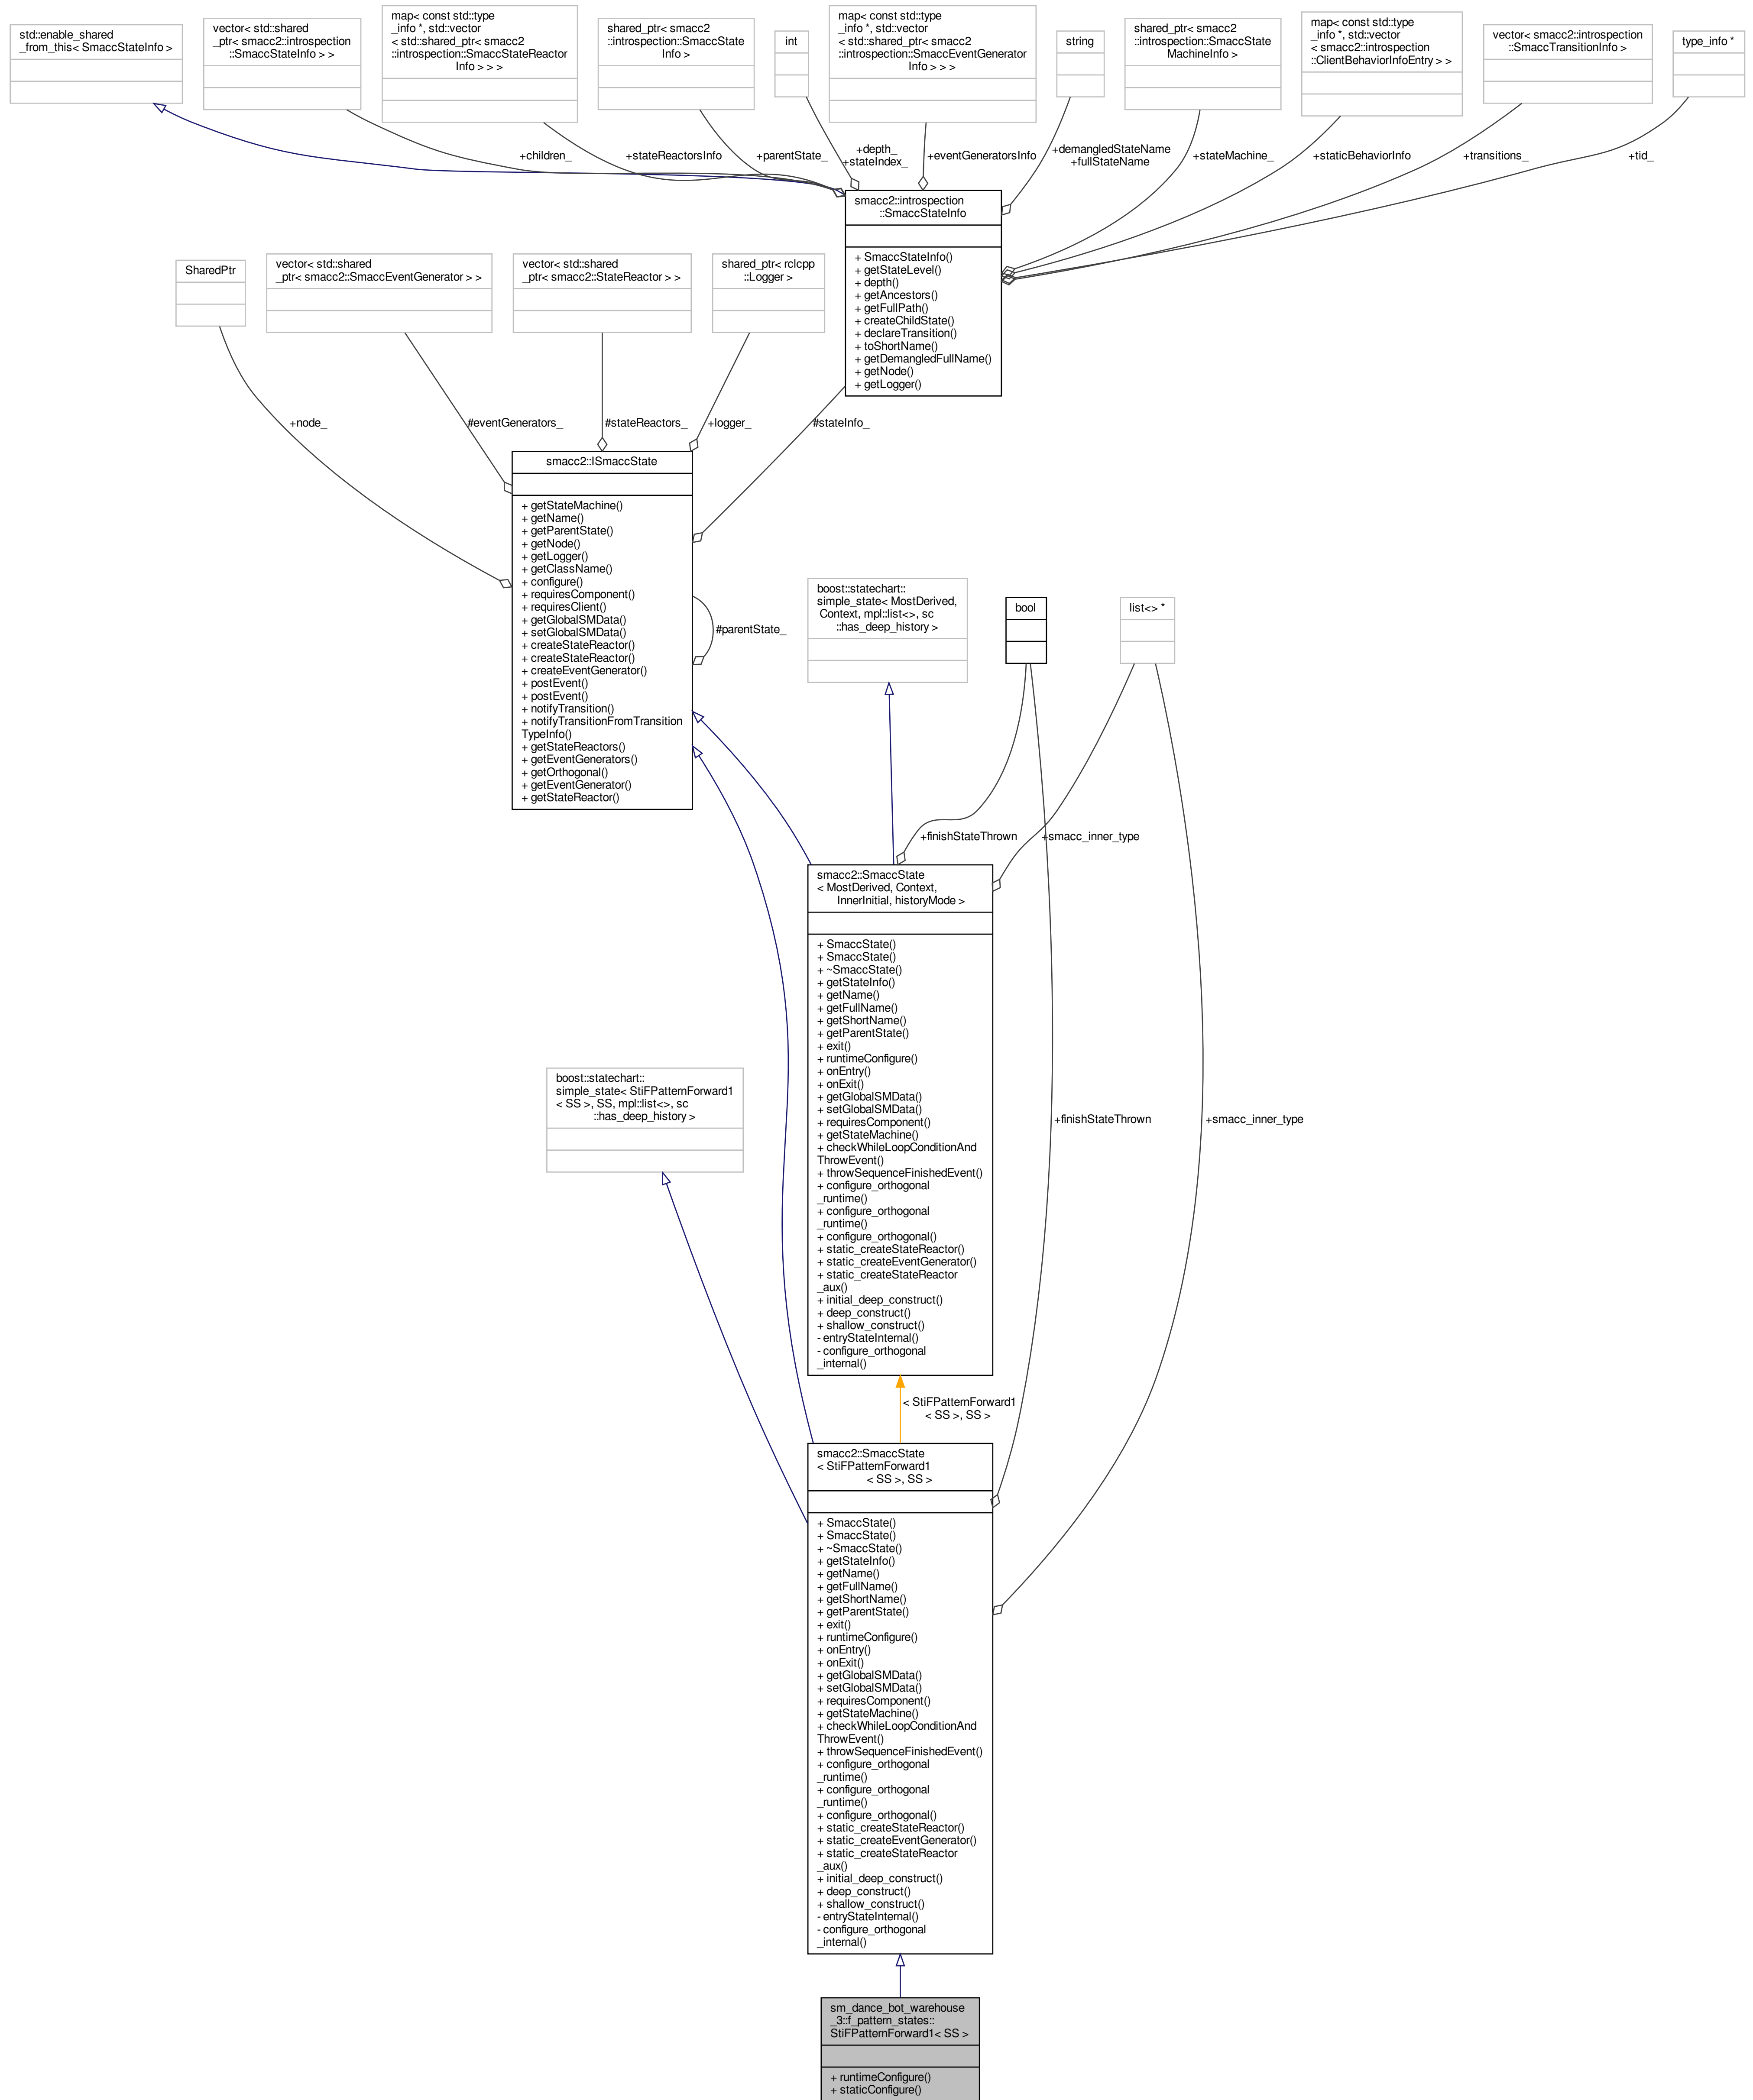 std::enable_shared
_from_this< SmaccStateInfo >
vector< std::shared
_ptr< smacc2::introspection
::SmaccStateInfo > >
map< const std::type
_info *, std::vector
< std::shared_ptr< smacc2
::introspection::SmaccStateReactor
Info > > >
shared_ptr< smacc2
::introspection::SmaccState
Info >
int
map< const std::type
_info *, std::vector
< std::shared_ptr< smacc2
::introspection::SmaccEventGenerator
Info > > >
string
shared_ptr< smacc2
::introspection::SmaccState
MachineInfo >
map< const std::type
_info *, std::vector
< smacc2::introspection
::ClientBehaviorInfoEntry > >
vector< smacc2::introspection
::SmaccTransitionInfo >
type_info *
+children_
+stateReactorsInfo
+parentState_
+depth_
+stateIndex_
+eventGeneratorsInfo
+demangledStateName
+fullStateName
+stateMachine_
+staticBehaviorInfo
+transitions_
+tid_
smacc2::introspection
::SmaccStateInfo
+ SmaccStateInfo()
+ getStateLevel()
+ depth()
+ getAncestors()
+ getFullPath()
+ createChildState()
+ declareTransition()
+ toShortName()
+ getDemangledFullName()
+ getNode()
+ getLogger()
SharedPtr
vector< std::shared
_ptr< smacc2::SmaccEventGenerator > >
vector< std::shared
_ptr< smacc2::StateReactor > >
shared_ptr< rclcpp
::Logger >
+node_
#eventGenerators_
#stateReactors_
+logger_
#stateInfo_
smacc2::ISmaccState
+ getStateMachine()
+ getName()
+ getParentState()
+ getNode()
+ getLogger()
+ getClassName()
+ configure()
+ requiresComponent()
+ requiresClient()
+ getGlobalSMData()
+ setGlobalSMData()
+ createStateReactor()
+ createStateReactor()
+ createEventGenerator()
+ postEvent()
+ postEvent()
+ notifyTransition()
+ notifyTransitionFromTransition
TypeInfo()
+ getStateReactors()
+ getEventGenerators()
+ getOrthogonal()
+ getEventGenerator()
+ getStateReactor()
#parentState_
boost::statechart::
simple_state< MostDerived,
Context, mpl::list<>, sc
::has_deep_history >
bool
list<> *
+finishStateThrown
+smacc_inner_type
smacc2::SmaccState
< MostDerived, Context,
InnerInitial, historyMode >
+ SmaccState()
+ SmaccState()
+ ~SmaccState()
+ getStateInfo()
+ getName()
+ getFullName()
+ getShortName()
+ getParentState()
+ exit()
+ runtimeConfigure()
+ onEntry()
+ onExit()
+ getGlobalSMData()
+ setGlobalSMData()
+ requiresComponent()
+ getStateMachine()
+ checkWhileLoopConditionAnd
ThrowEvent()
+ throwSequenceFinishedEvent()
+ configure_orthogonal
_runtime()
+ configure_orthogonal
_runtime()
+ configure_orthogonal()
+ static_createStateReactor()
+ static_createEventGenerator()
+ static_createStateReactor
_aux()
+ initial_deep_construct()
+ deep_construct()
+ shallow_construct()
- entryStateInternal()
- configure_orthogonal
_internal()
boost::statechart::
simple_state< StiFPatternForward1
< SS >, SS, mpl::list<>, sc
::has_deep_history >
+finishStateThrown
+smacc_inner_type
< StiFPatternForward1
< SS >, SS >
smacc2::SmaccState
< StiFPatternForward1
< SS >, SS >
+ SmaccState()
+ SmaccState()
+ ~SmaccState()
+ getStateInfo()
+ getName()
+ getFullName()
+ getShortName()
+ getParentState()
+ exit()
+ runtimeConfigure()
+ onEntry()
+ onExit()
+ getGlobalSMData()
+ setGlobalSMData()
+ requiresComponent()
+ getStateMachine()
+ checkWhileLoopConditionAnd
ThrowEvent()
+ throwSequenceFinishedEvent()
+ configure_orthogonal
_runtime()
+ configure_orthogonal
_runtime()
+ configure_orthogonal()
+ static_createStateReactor()
+ static_createEventGenerator()
+ static_createStateReactor
_aux()
+ initial_deep_construct()
+ deep_construct()
+ shallow_construct()
- entryStateInternal()
- configure_orthogonal
_internal()
sm_dance_bot_warehouse
_3::f_pattern_states::
StiFPatternForward1< SS >
+ runtimeConfigure()
+ staticConfigure()